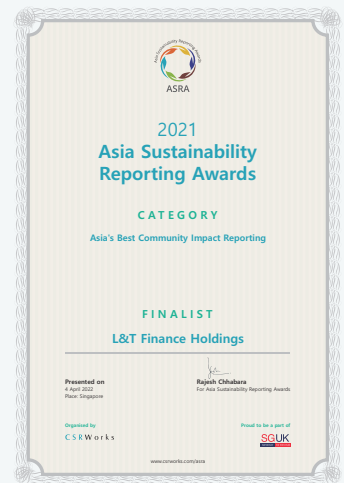 Asia Sustainability Reporting Awards
ASRA
2021
Asia Sustainability
Reporting Awards
CATEGORY
Asia's Best Community Impact Reporting
FINALIST
L&T Finance Holdings
Presented on
4 April 2022
Place: Singapore
Rajesh Chhabara
For Asia Sustainability Reporting Awards
Organised by
CSRWorks
Proud to be a part of
SGUK
www.csrworks.com/asra